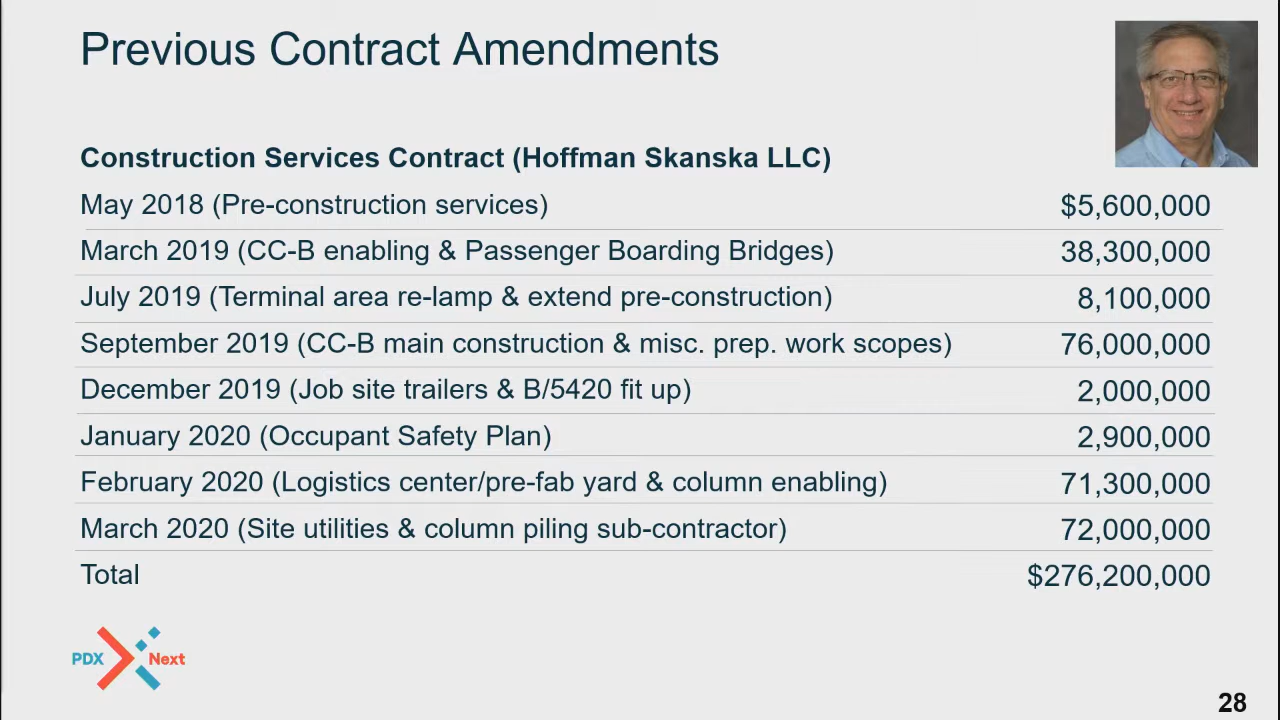 Previous Contract Amendments
Construction Services Contract (Hoffman Skanska LLC)
May 2018 (Pre-construction services) $5,600,000
March 2019 (CC-B enabling & Passenger Boarding Bridges) 38,300,000
July 2019 (Terminal area re-lamp & extend pre-construction) 8,100,000
September 2019 (CC-B main construction & misc. prep. work scopes) 76,000,000
December 2019 (Job site trailers & B/5420 fit up) 2,000,000
January 2020 (Occupant Safety Plan) 2,900,000
February 2020 (Logistics center/pre-fab yard & column enabling) 71,300,000
March 2020 (Site utilities & column piling sub-contractor) 72,000,000
Total $276,200,000
PDX Next
28